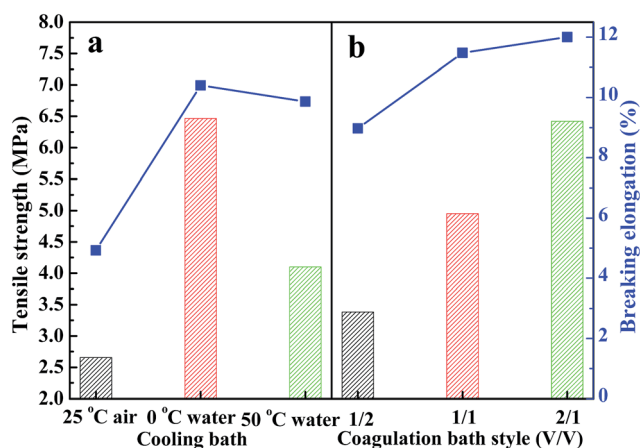 a
b
Tensile strength (MPa)
8.0
7.5
7.0
6.5
6.0
5.5
5.0
4.5
4.0
3.5
3.0
2.5
2.0
12
10
8
6
4
2
0
Breaking elongation (%)
25 °C air 0 °C water 50 °C water 1/2 1/1 2/1
Cooling bath
Coagulation bath style (V/V)